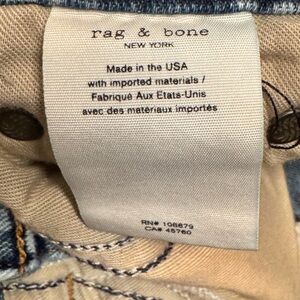 rag & bone
NEW YORK
Made in the USA
with imported materials /
Fabriqué Aux Etats-Unis
avec des matériaux importés
RN# 108679
CA# 45760